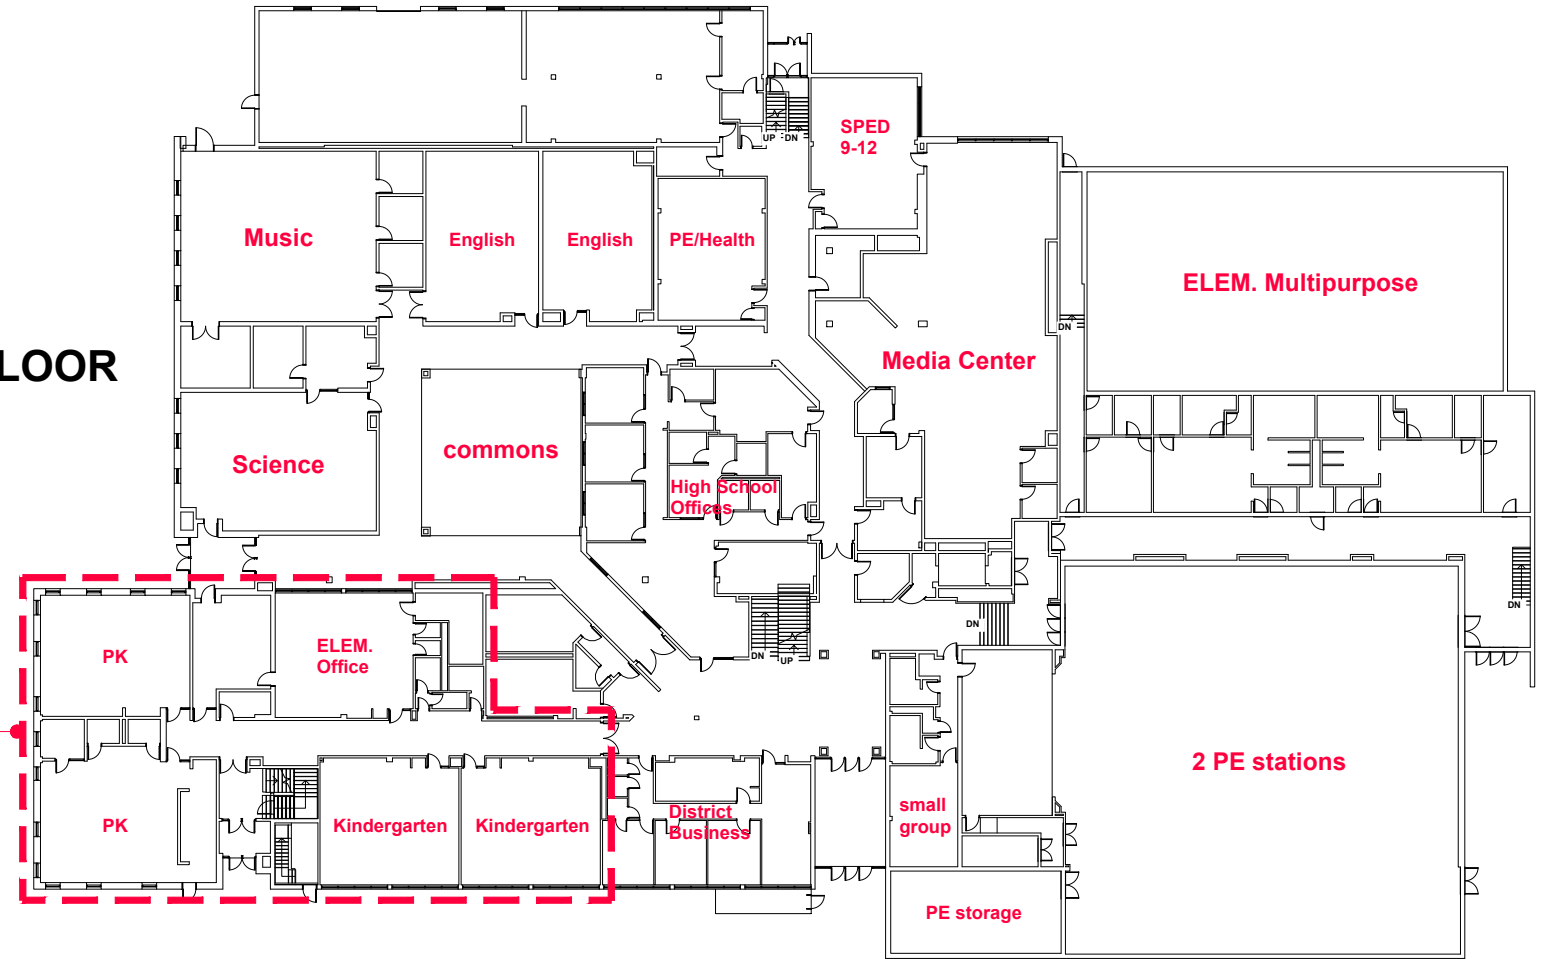 SPED
9-12
UP
DN
Music
English
English
PE/Health
ELEM. Multipurpose
DN
LOOR
Media Center
commons
Science
High School
Offices
DN
DN
PK
ELEM.
Office
DN
UP
2 PE stations
small
group
PK
Kindergarten
Kindergarten
District
Business
PE storage